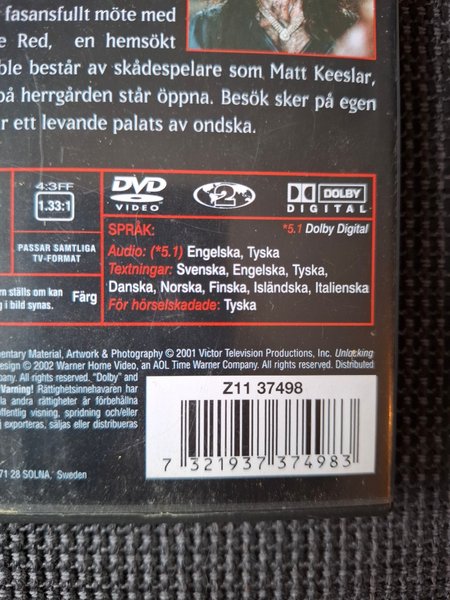 fasansfullt möte med
Red, en hemsökt
ble består av skådespelare som Matt Keeslar,
på herrgården står öppna. Besök sker på egen
r ett levande palats av ondska.
4:3FF
1.33:1
DVD
VIDEO
2
DOLBY
DIGITAL
PASSAR SAMTLIGA
TV-FORMAT
SPRÅK:
*5.1 Dolby Digital
Audio: (*5.1) Engelska, Tyska
Textningar: Svenska, Engelska, Tyska,
Danska, Norska, Finska, Isländska, Italienska
För hörselskadade: Tyska
m ställs om kan
g i bild synas.
Färg
entary Material, Artwork & Photography © 2001 Victor Television Productions, Inc. Unlocking
esign © 2002 Warner Home Video, an AOL Time Warner Company. All rights reserved. Distributed
pany. All rights reserved. "Dolby" and
Varning! Rättighetsinnehavaren har
la andra rättigheter är förbehållna
offentlig visning, spridning och/eller
j exporteras, säljas eller distribueras
Z11 37498
7 321937 374983
71 28 SOLNA, Sweden